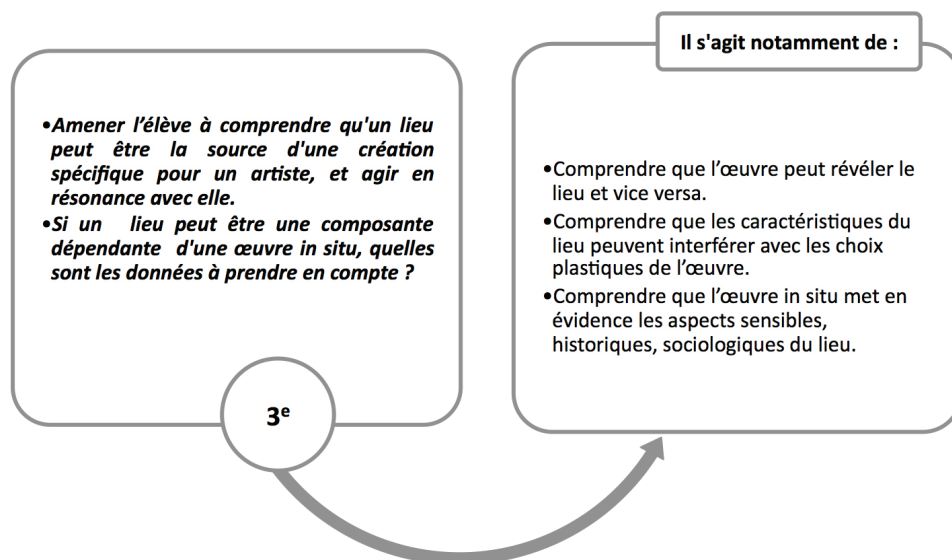 •Amener l’élève à comprendre qu'un lieu
peut être la source d'une création
spécifique pour un artiste, et agir en
résonance avec elle.
•Si un lieu peut être une composante
dépendante d'une œuvre in situ, quelles
sont les données à prendre en compte ?
3e
Il s'agit notamment de :
•Comprendre que l’œuvre peut révéler le
lieu et vice versa.
•Comprendre que les caractéristiques du
lieu peuvent interférer avec les choix
plastiques de l’œuvre.
•Comprendre que l’œuvre in situ met en
évidence les aspects sensibles,
historiques, sociologiques du lieu.